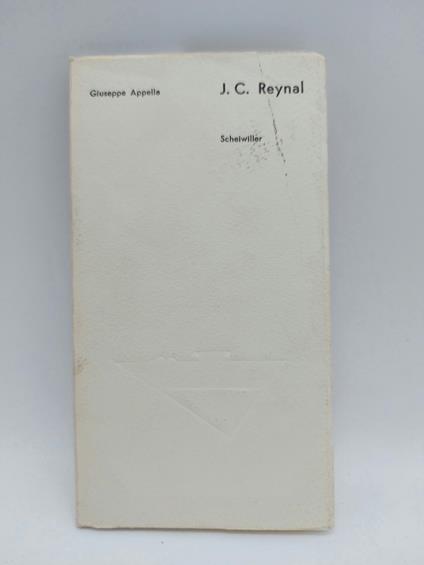 Giuseppe Appella J. C. Reynal
Scheiwiller